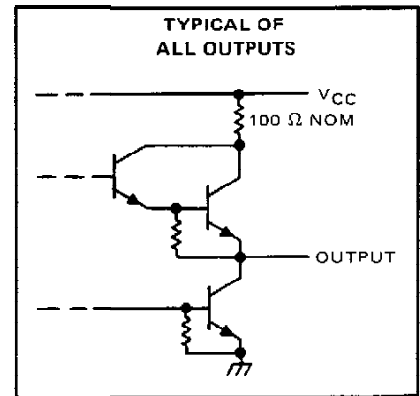 TYPICAL OF
ALL OUTPUTS
VCC
100 Ω NOM
OUTPUT